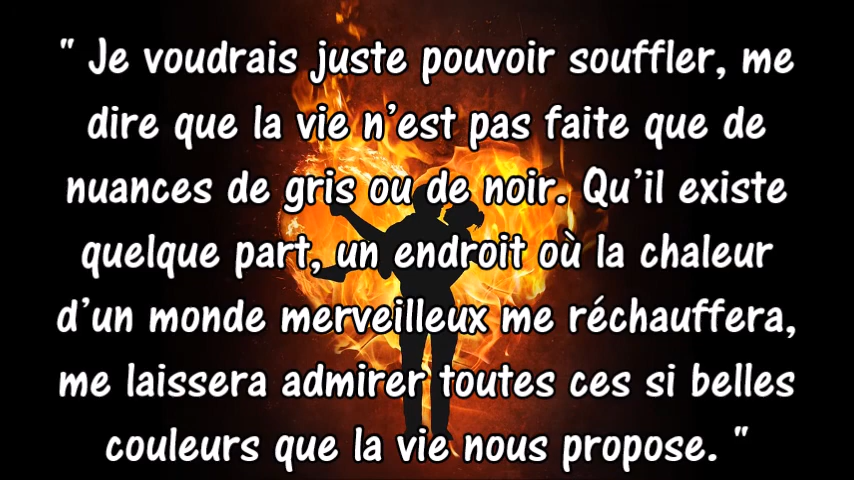 " Je voudrais juste pouvoir souffler, me
dire que la vie n'est pas faite que de
nuances de gris ou de noir. Qu'il existe
quelque part, un endroit où la chaleur
d'un monde merveilleux me réchauffera,
me laissera admirer toutes ces si belles
couleurs que la vie nous propose. "